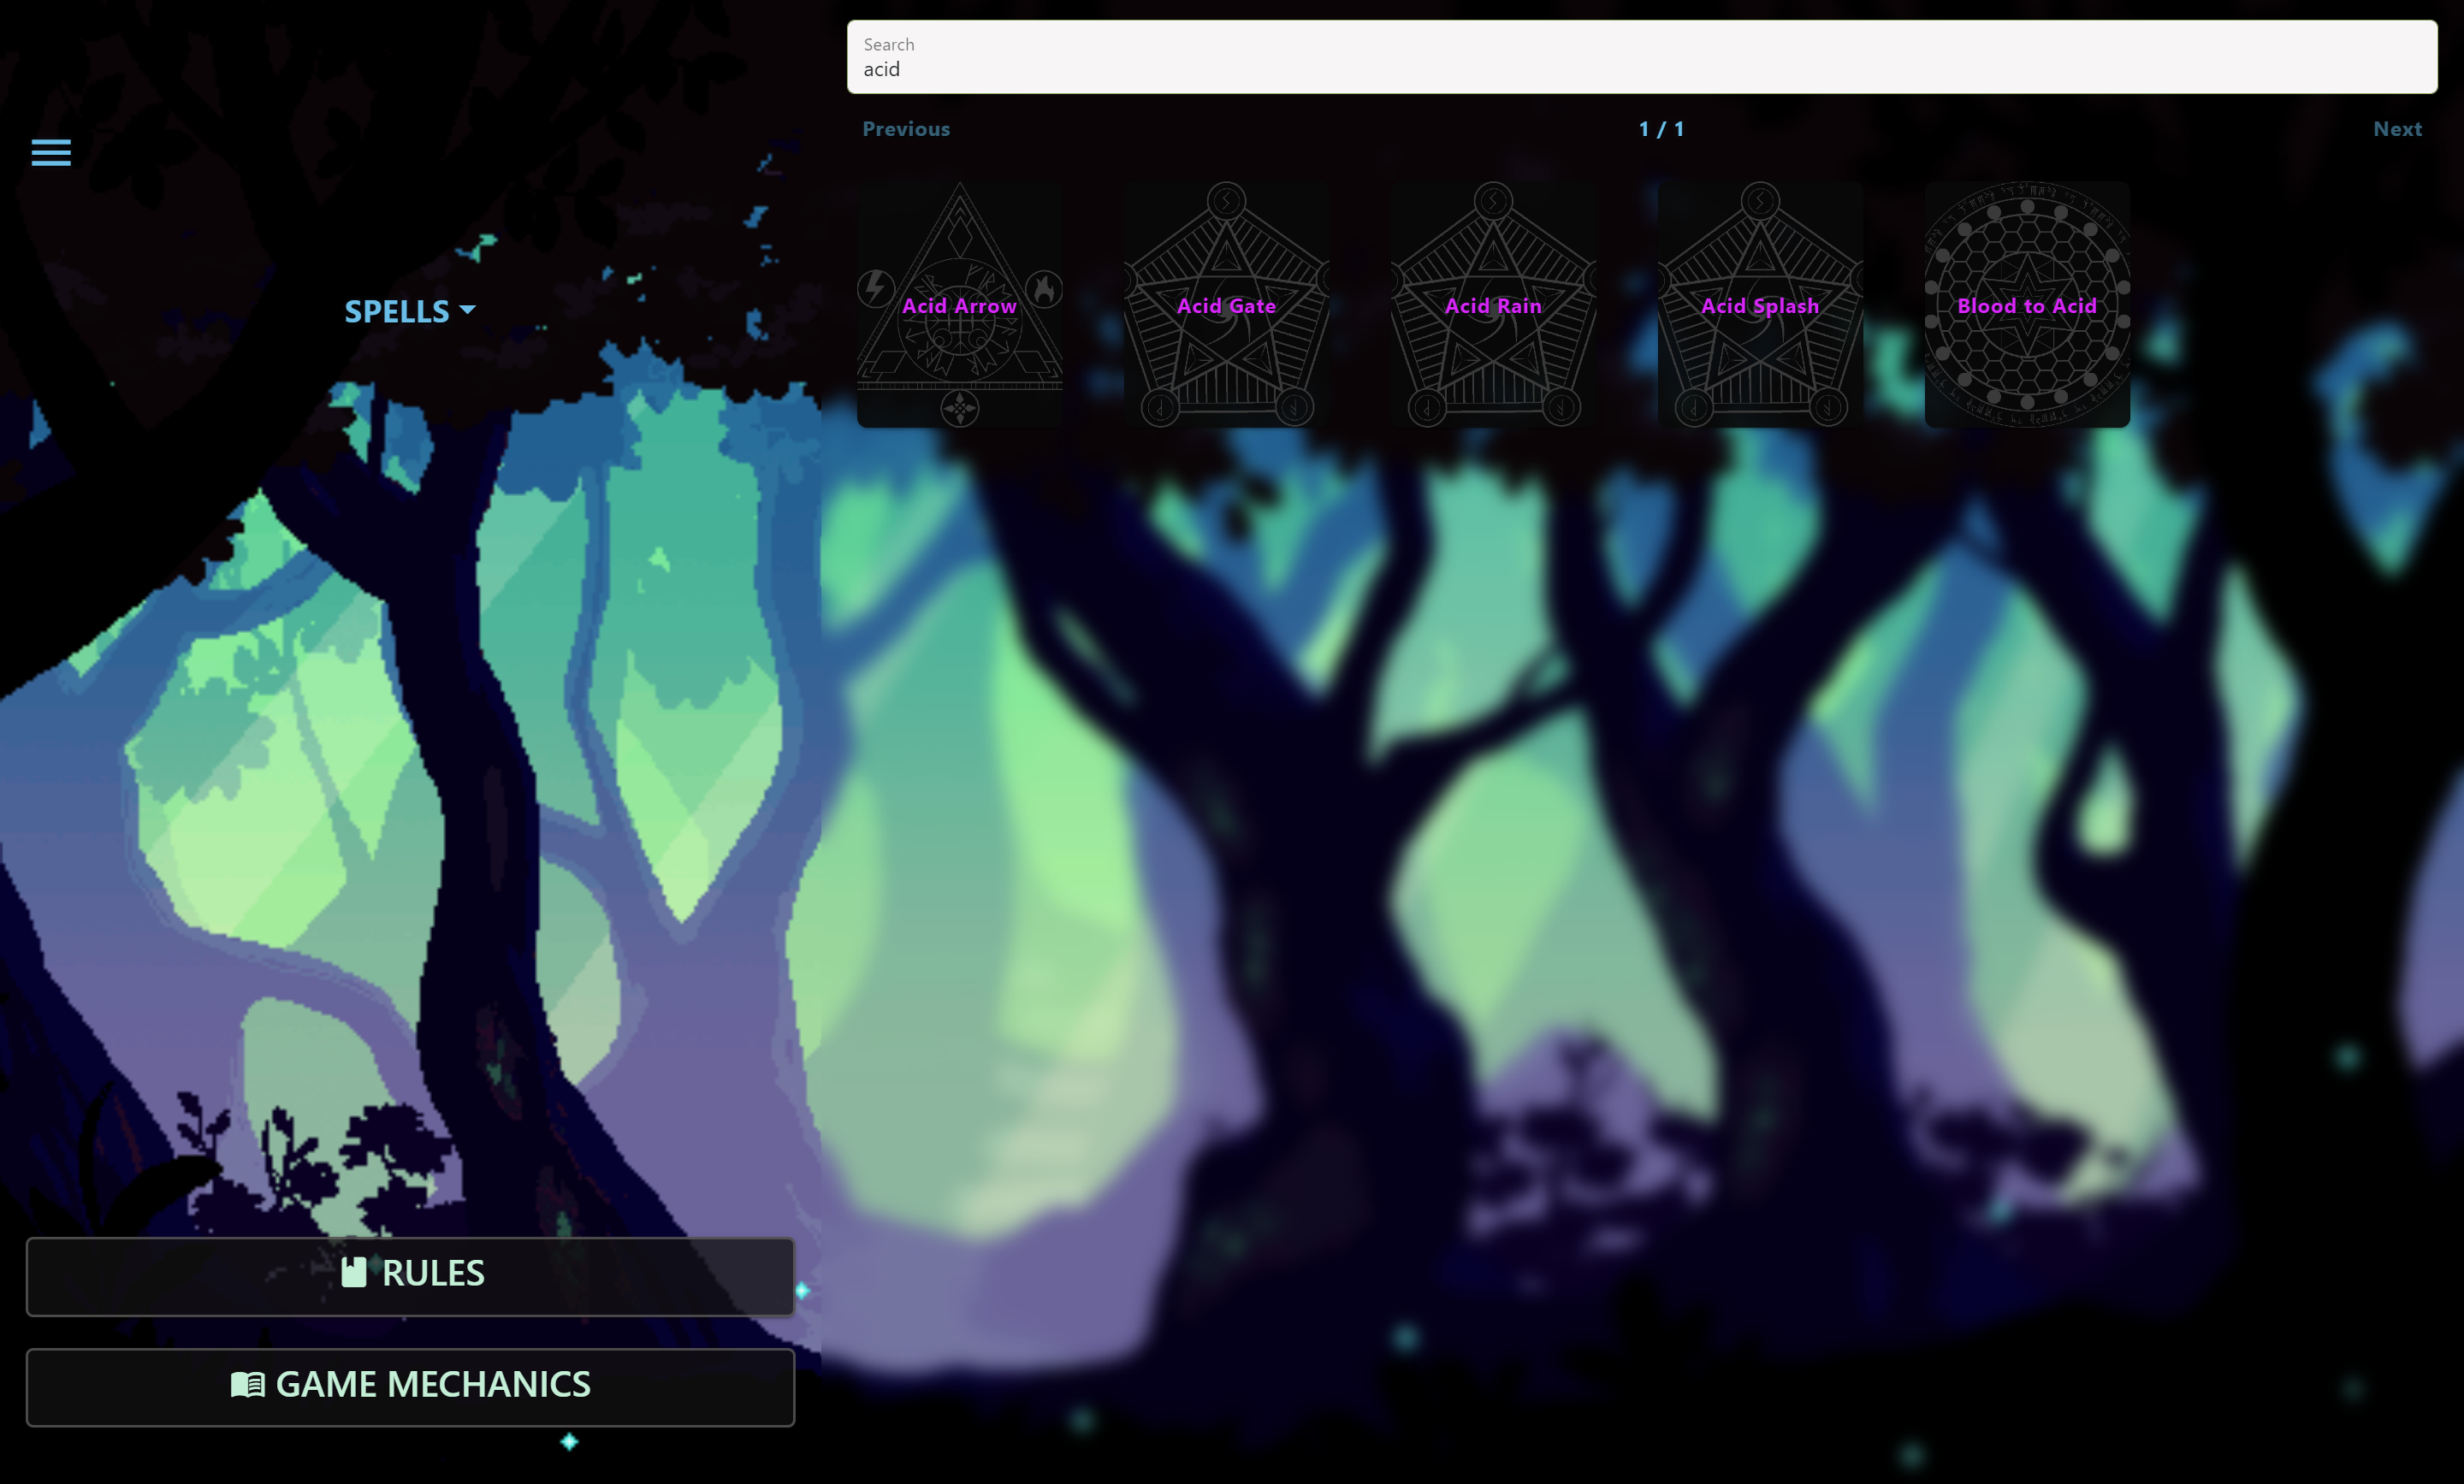 Search
acid
Previous
1 / 1
Next
SPELLS
Acid Arrow
Acid Gate
Acid Rain
Acid Splash
Blood to Acid
RULES
GAME MECHANICS